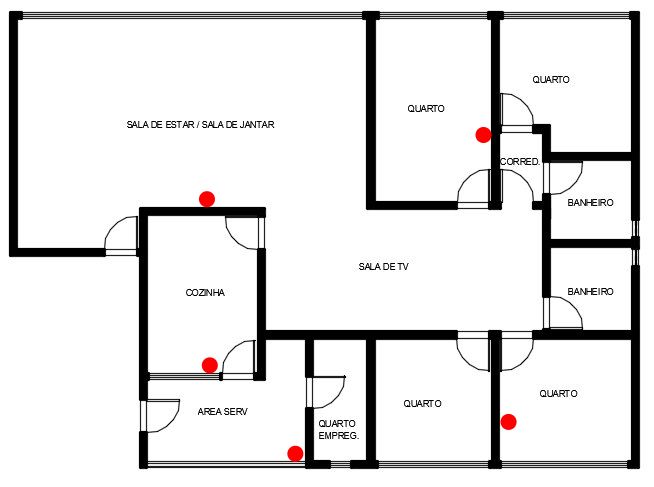 QUARTO
QUARTO
SALA DE ESTAR / SALA DE JANTAR
CORRED.
BANHEIRO
SALA DE TV
COZINHA
BANHEIRO
QUARTO
QUARTO
AREA SERV
QUARTO
EMPREG.